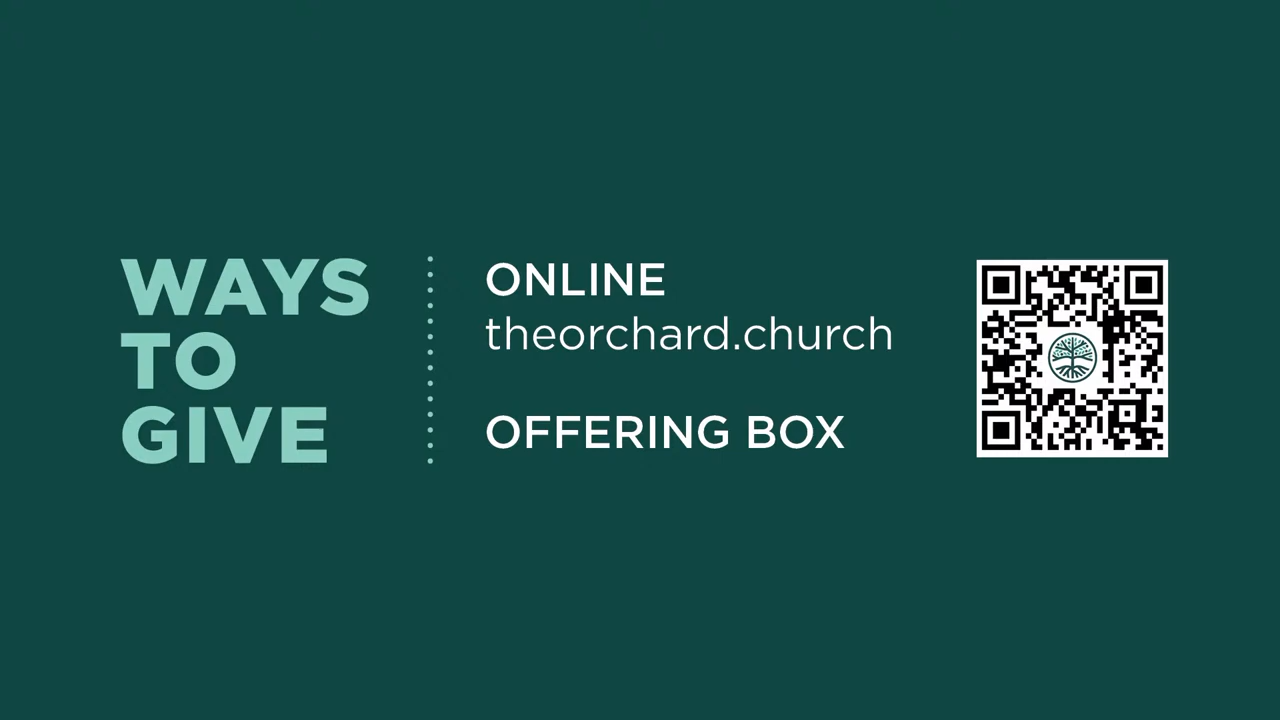 WAYS
TO
GIVE
ONLINE
theorchard.church
OFFERING BOX